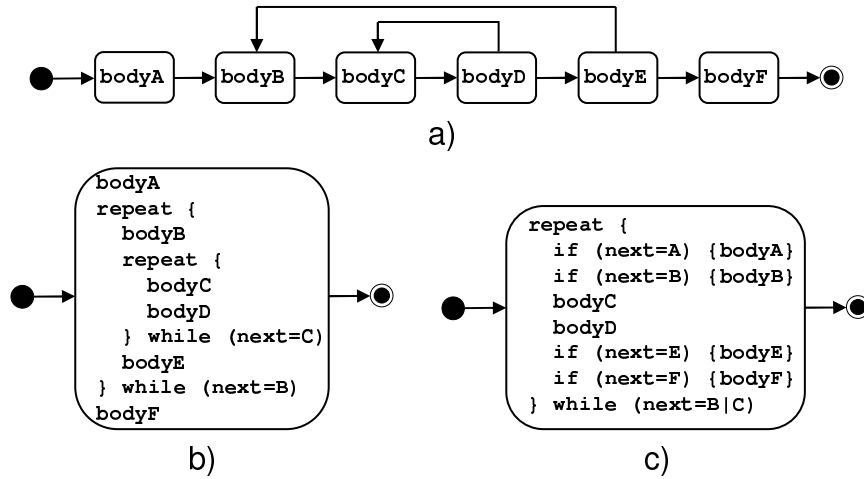 bodyA bodyB bodyC bodyD bodyE bodyF
a)
bodyA
repeat {
bodyB
repeat {
bodyC
bodyD
} while (next=C)
bodyE
} while (next=B)
bodyF
b)
repeat {
if (next=A) {bodyA}
if (next=B) {bodyB}
bodyC
bodyD
if (next=E) {bodyE}
if (next=F) {bodyF}
} while (next=B|C)
c)